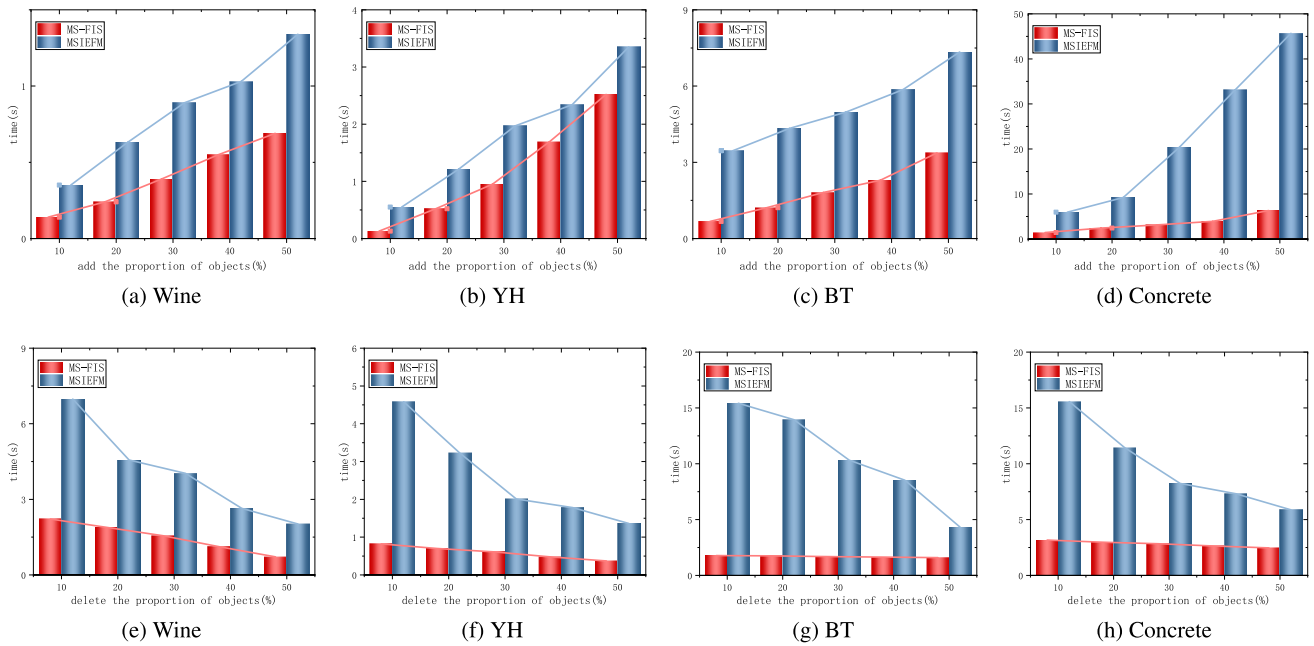 MS-FIS
MSIEFM
1
time(s)
10 20 30 40 50
add the proportion of objects(%)
(a) Wine
MS-FIS
MSIEFM
4
3
2
1
0
time(s)
10 20 30 40 50
add the proportion of objects(%)
(b) YH
MS-FIS
MSIEFM
9
6
3
0
time(s)
10 20 30 40 50
add the proportion of objects(%)
(c) BT
MS-FIS
MSIEFM
50
40
30
20
10
0
time(s)
10 20 30 40 50
add the proportion of objects(%)
(d) Concrete
MS-FIS
MSIEFM
9
6
3
0
time(s)
10 20 30 40 50
delete the proportion of objects(%)
(e) Wine
MS-FIS
MSIEFM
6
5
4
3
2
1
0
time(s)
10 20 30 40 50
delete the proportion of objects(%)
(f) YH
MS-FIS
MSIEFM
20
15
10
5
0
time(s)
10 20 30 40 50
delete the proportion of objects(%)
(g) BT
MS-FIS
MSIEFM
20
15
10
5
0
time(s)
10 20 30 40 50
delete the proportion of objects(%)
(h) Concrete